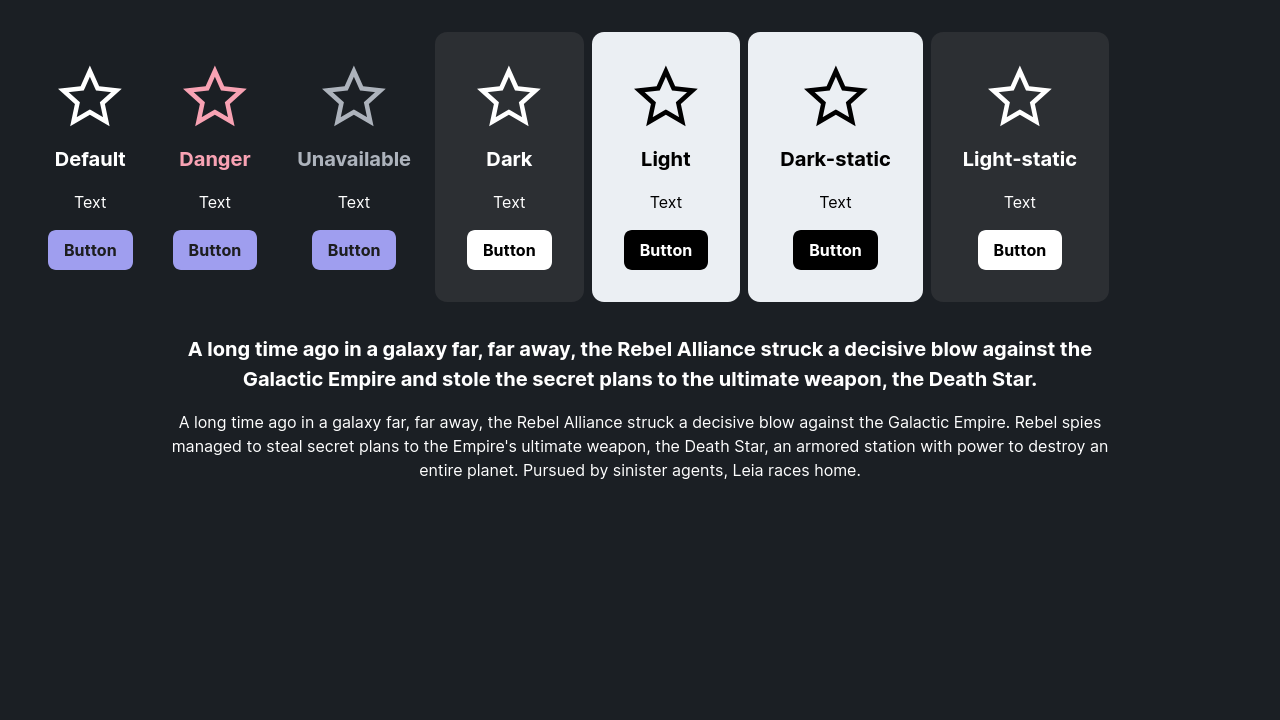 Default
Text
Button
Danger
Text
Button
Unavailable
Text
Button
Dark
Text
Button
Light
Text
Button
Dark-static
Text
Button
Light-static
Text
Button
A long time ago in a galaxy far, far away, the Rebel Alliance struck a decisive blow against the
Galactic Empire and stole the secret plans to the ultimate weapon, the Death Star.
A long time ago in a galaxy far, far away, the Rebel Alliance struck a decisive blow against the Galactic Empire. Rebel spies
managed to steal secret plans to the Empire's ultimate weapon, the Death Star, an armored station with power to destroy an
entire planet. Pursued by sinister agents, Leia races home.